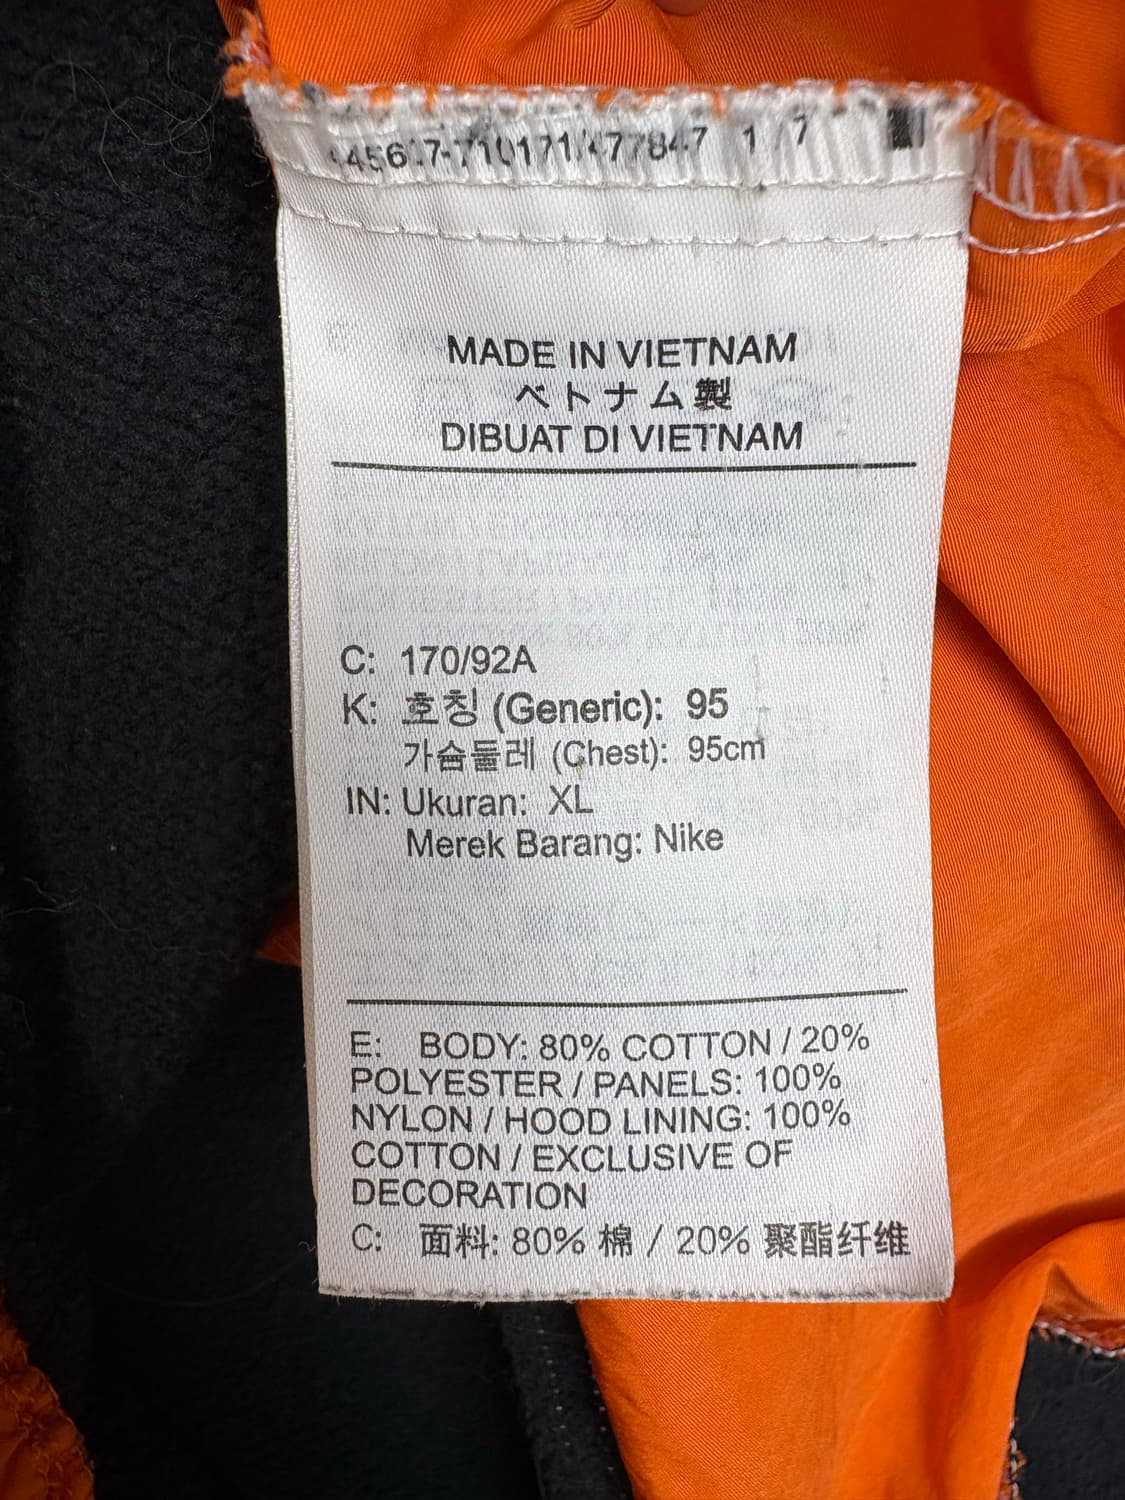 MADE IN VIETNAM
ベトナム製
DIBUAT DI VIETNAM
C: 170/92A
K: 호칭 (Generic): 95
가슴둘레 (Chest): 95cm
IN: Ukuran: XL
Merek Barang: Nike
E: BODY: 80% COTTON / 20%
POLYESTER / PANELS: 100%
NYLON / HOOD LINING: 100%
COTTON / EXCLUSIVE OF
DECORATION
C: 面料: 80% 棉 / 20% 聚酯纤维